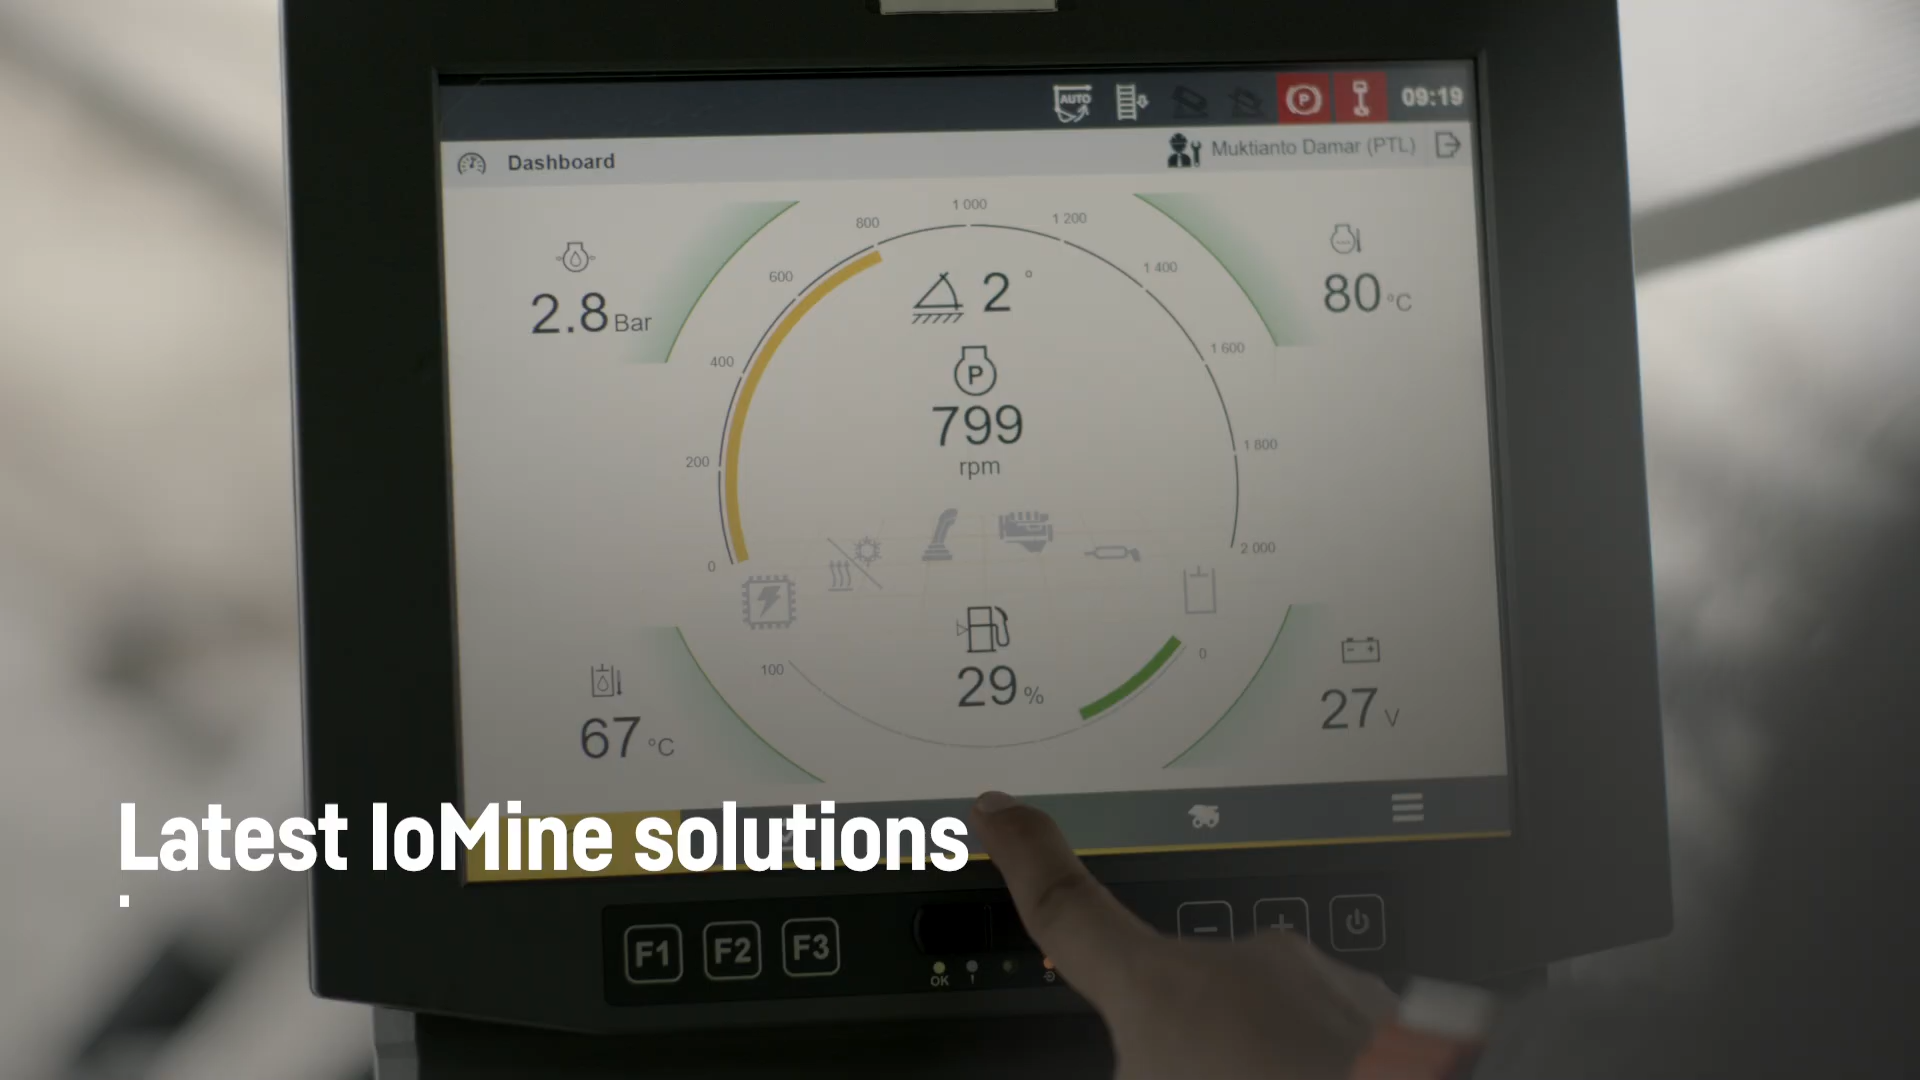 AUTO
P
09:19
Dashboard
Muktianto Damar (PTL)
1 000
800
1 200
600
1 400
2 °
2.8 Bar
80 °C
400
1 600
P
799
rpm
200
1 800
0
2 000
100
0
29 %
67 °C
27 V
Latest IoMine solutions
F1
F2
F3
OK
!